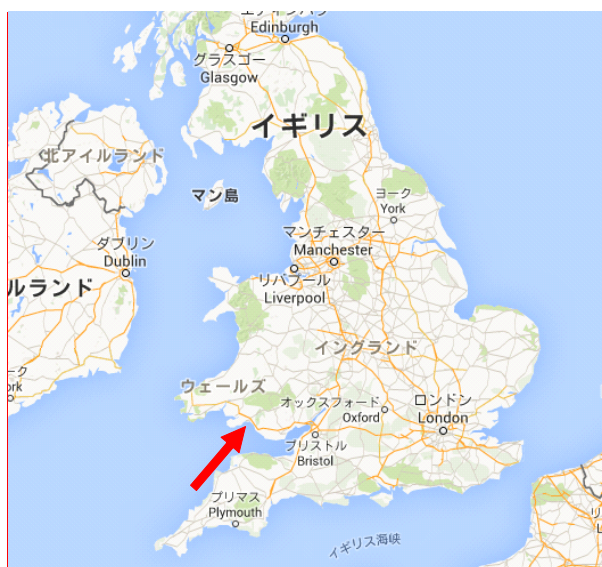 Edinburgh
グラスゴー
Glasgow
イギリス
北アイルランド
マン島
ヨーク
York
ダブリン
Dublin
マンチェスター
Manchester
リバプール
Liverpool
ルランド
イングランド
ウェールズ
オックスフォード
Oxford
ロンドン
London
ブリストル
Bristol
プリマス
Plymouth
イギリス海峡